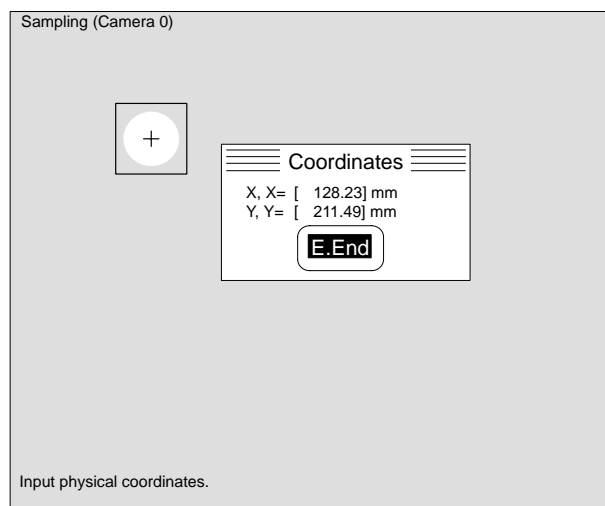 Sampling (Camera 0)
Coordinates
X, X= [ 128.23] mm
Y, Y= [ 211.49] mm
E.End
Input physical coordinates.